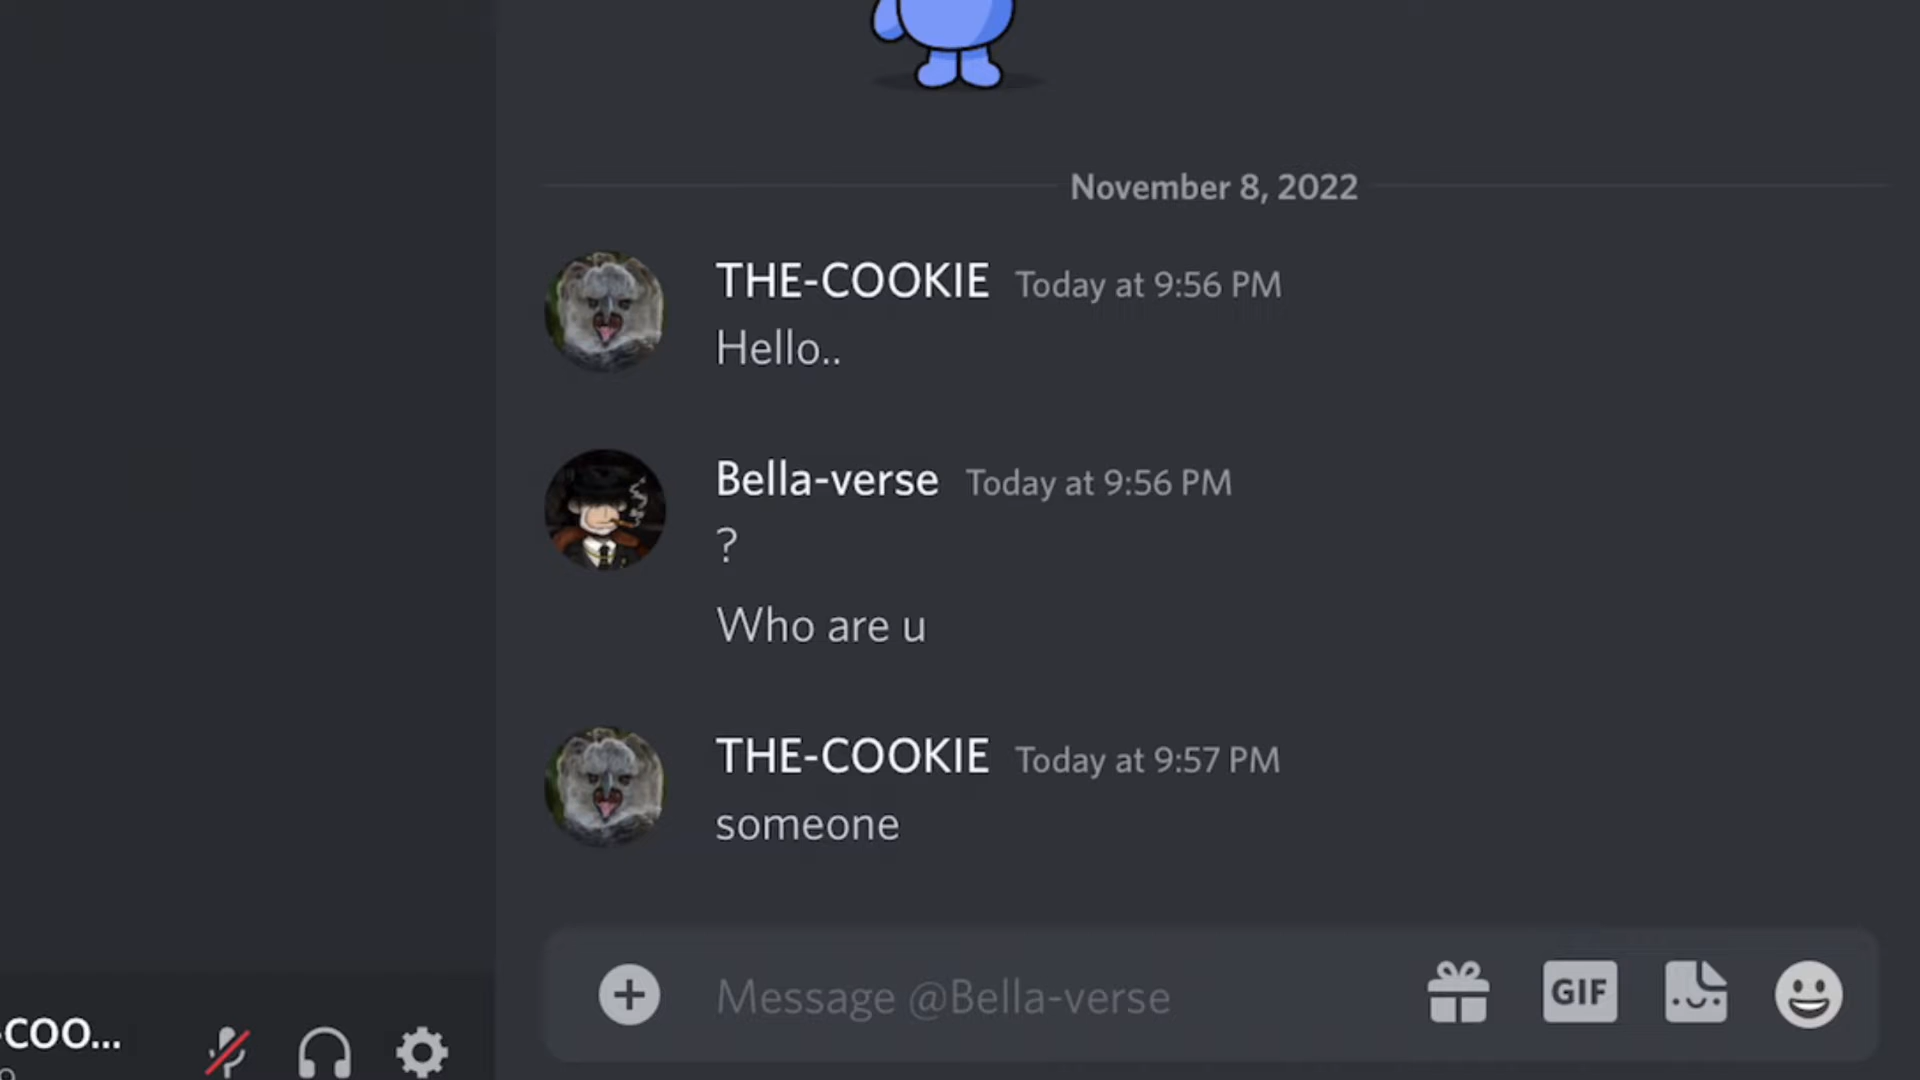 November 8, 2022
THE-COOKIE Today at 9:56 PM
Hello..
Bella-verse Today at 9:56 PM
?
Who are u
THE-COOKIE Today at 9:57 PM
someone
Message @Bella-verse
GIF
-COO...